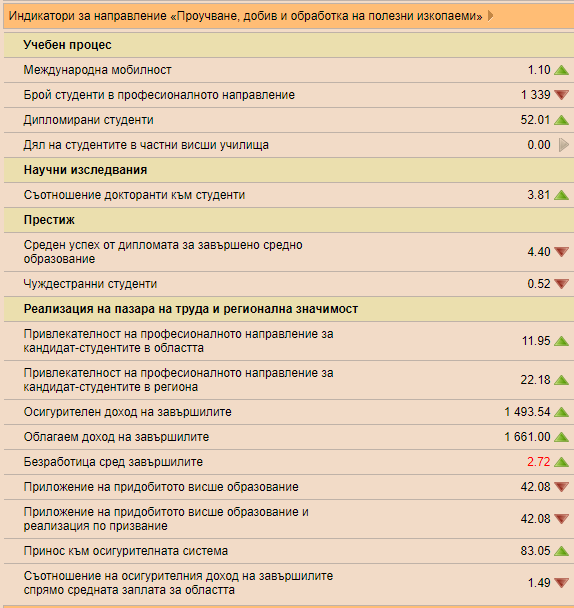 Индикатори за направление «Проучване, добив и обработка на полезни изкопаеми»
Учебен процес
Международна мобилност 1.10
Брой студенти в професионалното направление 1 339
Дипломирани студенти 52.01
Дял на студентите в частни висши училища 0.00
Научни изследвания
Съотношение докторанти към студенти 3.81
Престиж
Среден успех от дипломата за завършено средно
образование 4.40
Чуждестранни студенти 0.52
Реализация на пазара на труда и регионална значимост
Привлекателност на професионалното направление за
кандидат-студентите в областта 11.95
Привлекателност на професионалното направление за
кандидат-студентите в региона 22.18
Осигурителен доход на завършилите 1 493.54
Облагаем доход на завършилите 1 661.00
Безработица сред завършилите 2.72
Приложение на придобитото висше образование 42.08
Приложение на придобитото висше образование и
реализация по призвание 42.08
Принос към осигурителната система 83.05
Съотношение на осигурителния доход на завършилите
спрямо средната заплата за областта 1.49